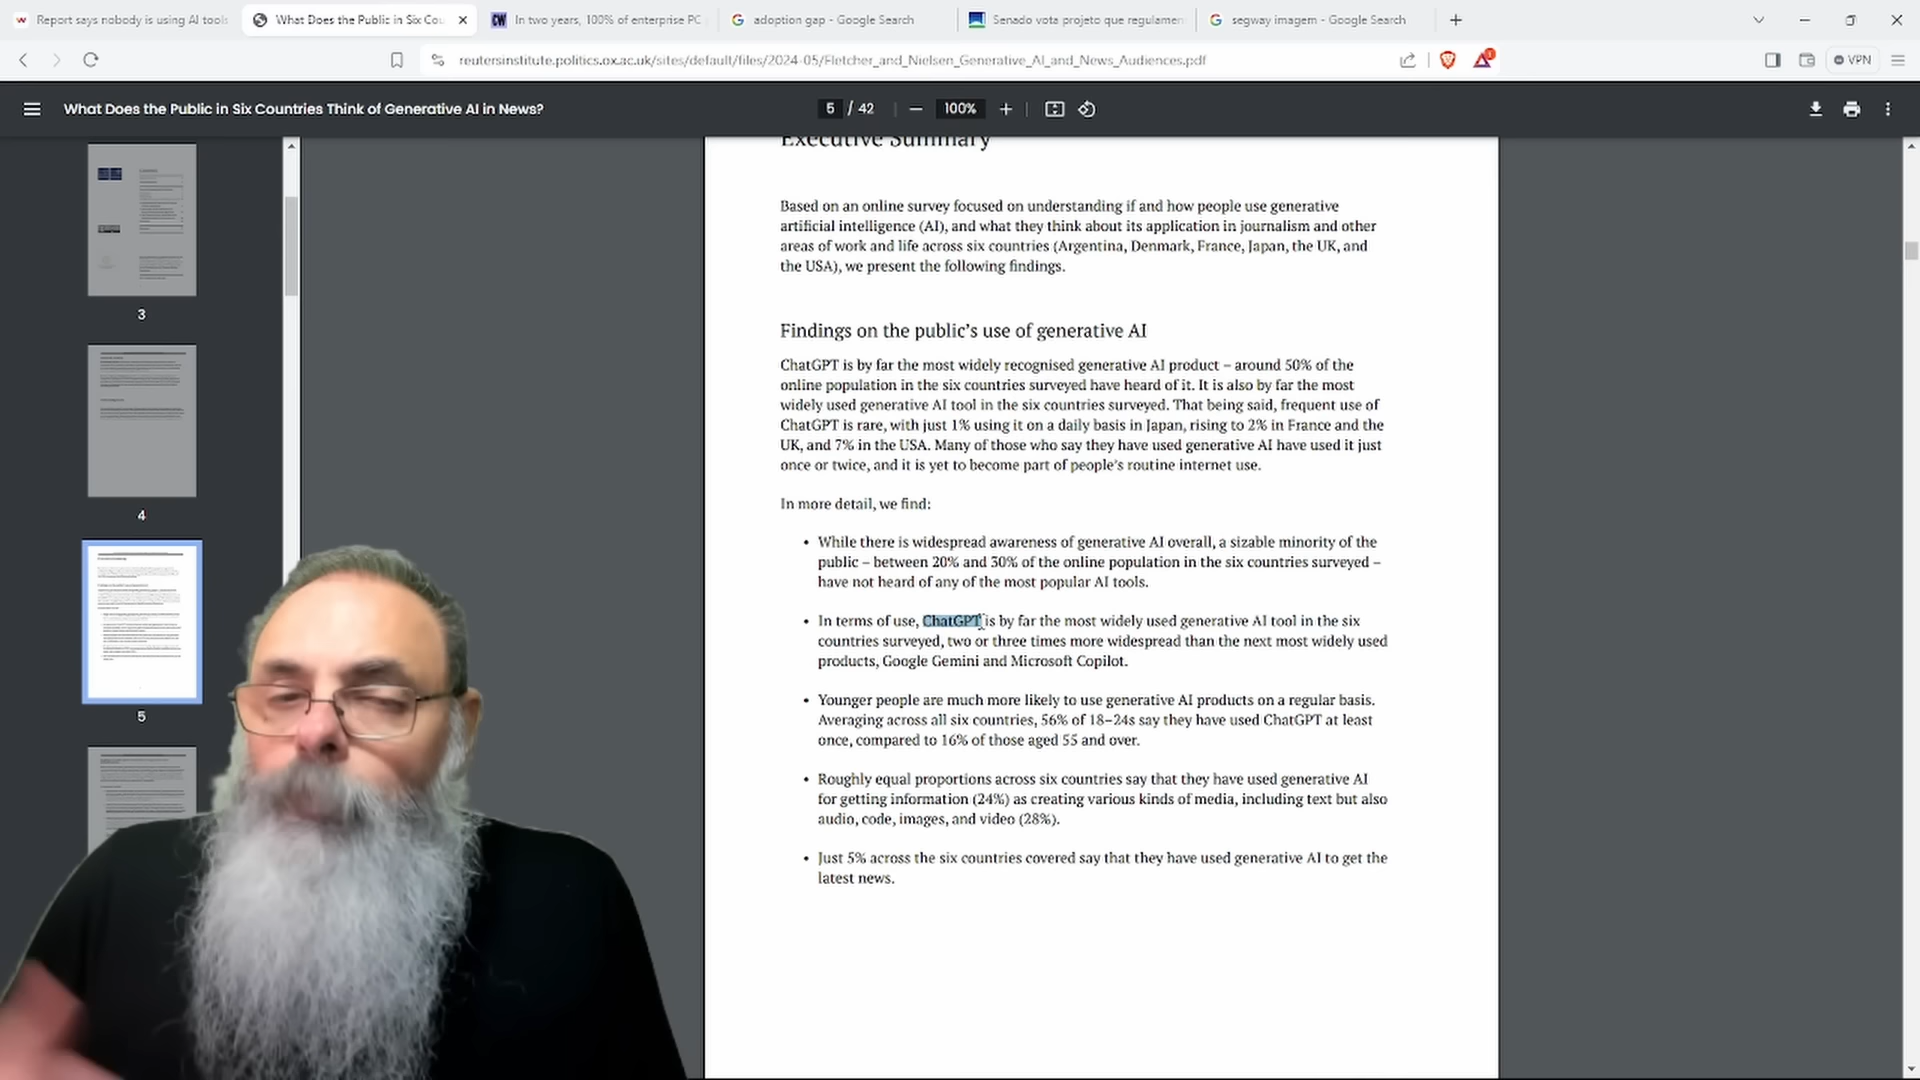 Report says nobody is using AI tools
What Does the Public in Six Cou
In two years, 100% of enterprise PC
adoption gap - Google Search
Senado vota projeto que regulamen
segway imagem - Google Search
reutersinstitute.politics.ox.ac.uk/sites/default/files/2024-05/Fletcher_and_Nielsen_Generative_AI_and_News_Audiences.pdf
VPN
What Does the Public in Six Countries Think of Generative AI in News?
5 / 42
100%
3
4
5
Executive Summary
Based on an online survey focused on understanding if and how people use generative
artificial intelligence (AI), and what they think about its application in journalism and other
areas of work and life across six countries (Argentina, Denmark, France, Japan, the UK, and
the USA), we present the following findings.
Findings on the public’s use of generative AI
ChatGPT is by far the most widely recognised generative AI product – around 50% of the
online population in the six countries surveyed have heard of it. It is also by far the most
widely used generative AI tool in the six countries surveyed. That being said, frequent use of
ChatGPT is rare, with just 1% using it on a daily basis in Japan, rising to 2% in France and the
UK, and 7% in the USA. Many of those who say they have used generative AI have used it just
once or twice, and it is yet to become part of people’s routine internet use.
In more detail, we find:
• While there is widespread awareness of generative AI overall, a sizable minority of the
public – between 20% and 30% of the online population in the six countries surveyed –
have not heard of any of the most popular AI tools.
• In terms of use, ChatGPT is by far the most widely used generative AI tool in the six
countries surveyed, two or three times more widespread than the next most widely used
products, Google Gemini and Microsoft Copilot.
• Younger people are much more likely to use generative AI products on a regular basis.
Averaging across all six countries, 56% of 18–24s say they have used ChatGPT at least
once, compared to 16% of those aged 55 and over.
• Roughly equal proportions across six countries say that they have used generative AI
for getting information (24%) as creating various kinds of media, including text but also
audio, code, images, and video (28%).
• Just 5% across the six countries covered say that they have used generative AI to get the
latest news.